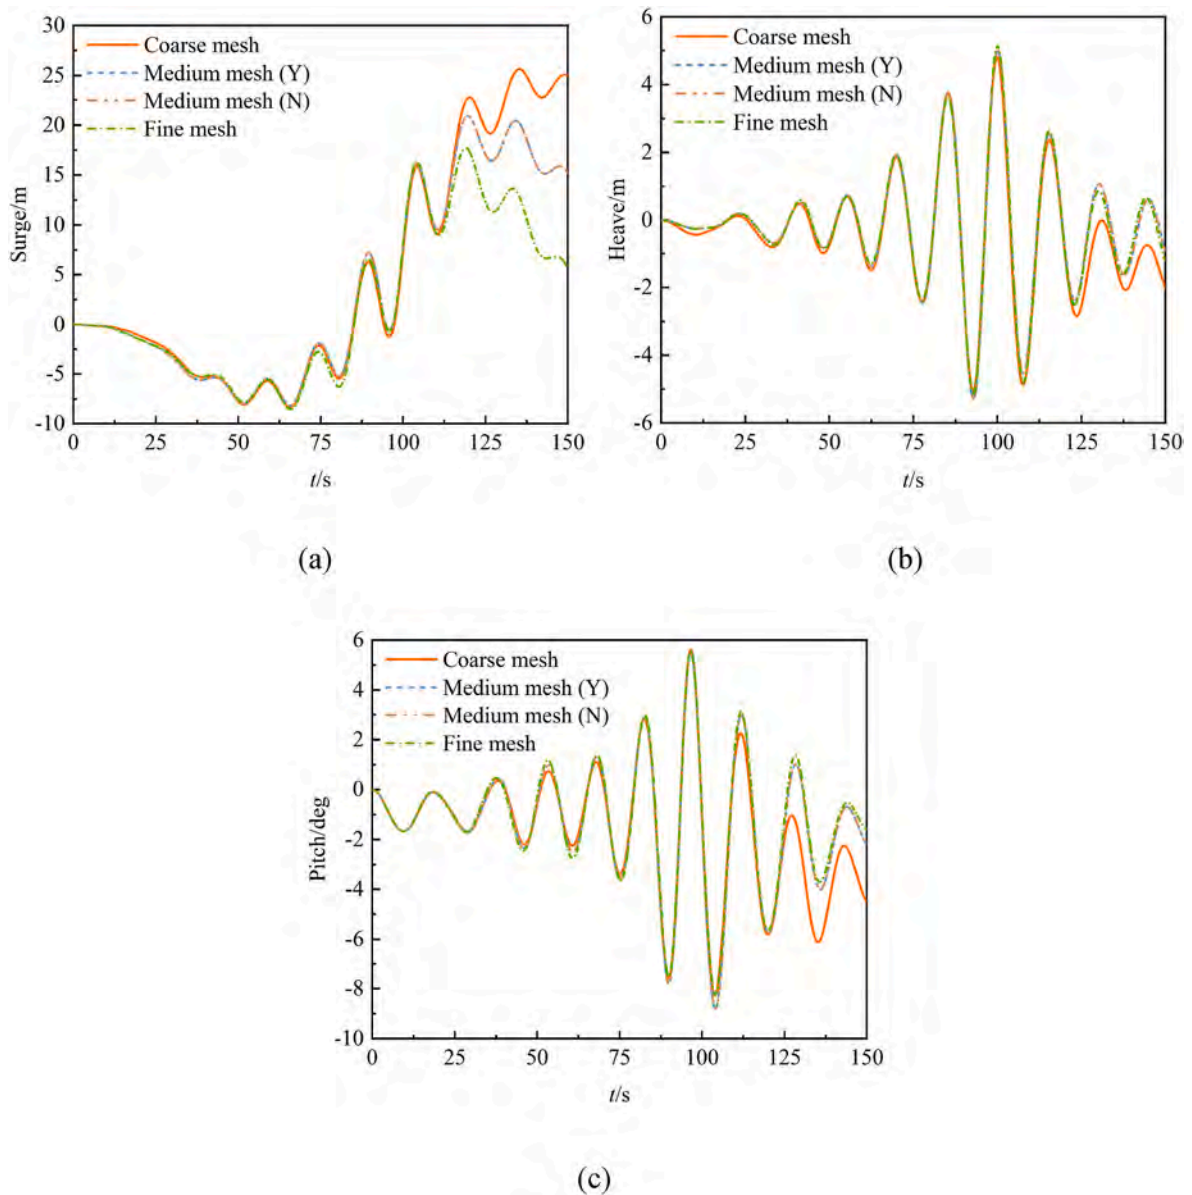 30
25
20
15
10
5
0
-5
-10
Surge/m
Coarse mesh
Medium mesh (Y)
Medium mesh (N)
Fine mesh
0 25 50 75 100 125 150
t/s
(a)
6
4
2
0
-2
-4
-6
Heave/m
Coarse mesh
Medium mesh (Y)
Medium mesh (N)
Fine mesh
0 25 50 75 100 125 150
t/s
(b)
6
4
2
0
-2
-4
-6
-8
-10
Pitch/deg
Coarse mesh
Medium mesh (Y)
Medium mesh (N)
Fine mesh
0 25 50 75 100 125 150
t/s
(c)